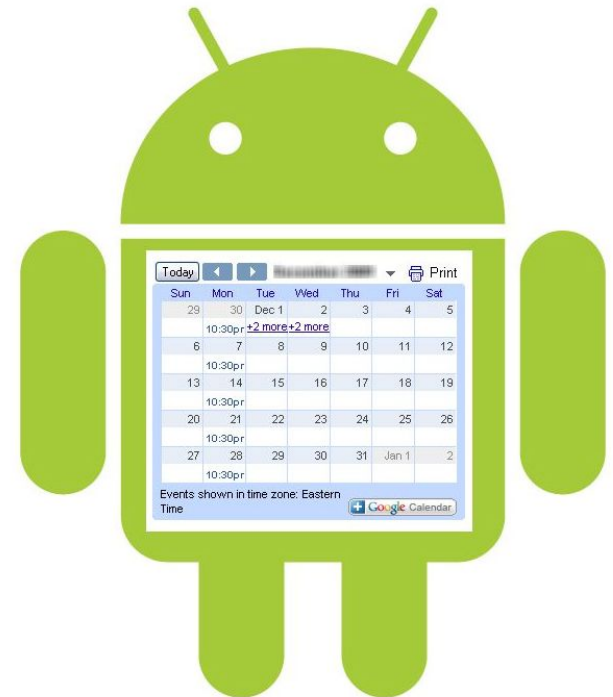 Today Print
Sun Mon Tue Wed Thu Fri Sat
29 30 Dec 1 2 3 4 5
10:30pr +2 more +2 more
6 7 8 9 10 11 12
10:30pr
13 14 15 16 17 18 19
10:30pr
20 21 22 23 24 25 26
10:30pr
27 28 29 30 31 Jan 1 2
10:30pr
Events shown in time zone: Eastern
Time
Google Calendar